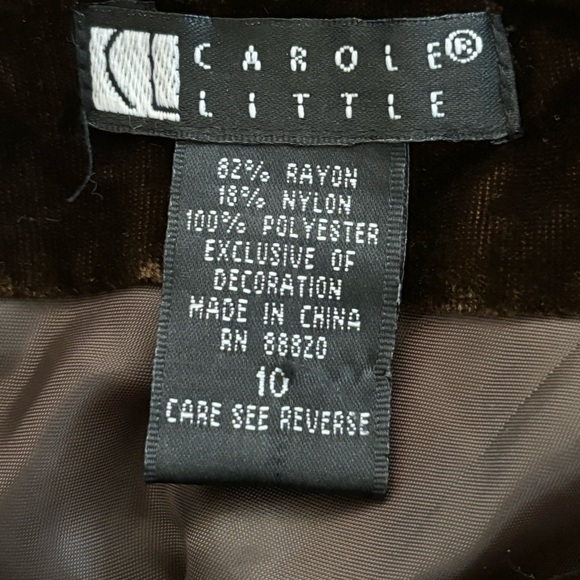 CL CAROLE®
LITTLE
82% RAYON
18% NYLON
100% POLYESTER
EXCLUSIVE OF
DECORATION
MADE IN CHINA
RN 88820
10
CARE SEE REVERSE